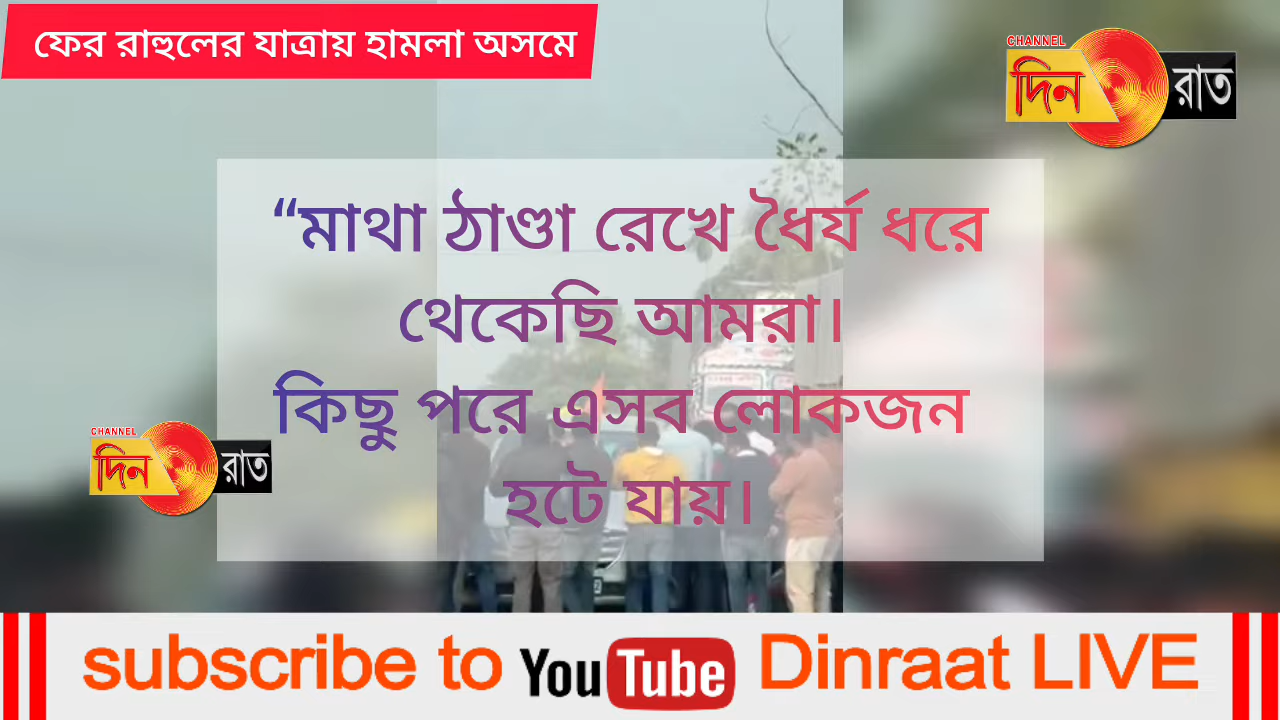 ফের রাহুলের যাত্রায় হামলা অসমে
CHANNEL
দিন রাত
“মাথা ঠাণ্ডা রেখে ধৈর্য ধরে
থেকেছি আমরা।
কিছু পরে এসব লোকজন
হটে যায়।
CHANNEL
দিন রাত
subscribe to YouTube Dinraat LIVE